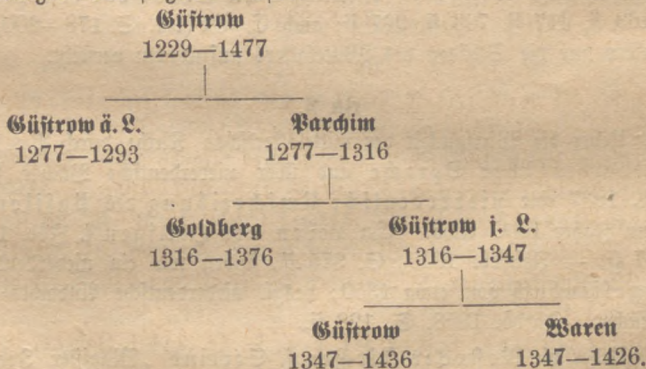 Güstrow
1229—1477
Güstrow ä. L. Parchim
1277—1293 1277—1316
Goldberg Güstrow j. L.
1316—1376 1316—1347
Güstrow Waren
1347—1436 1347—1426.